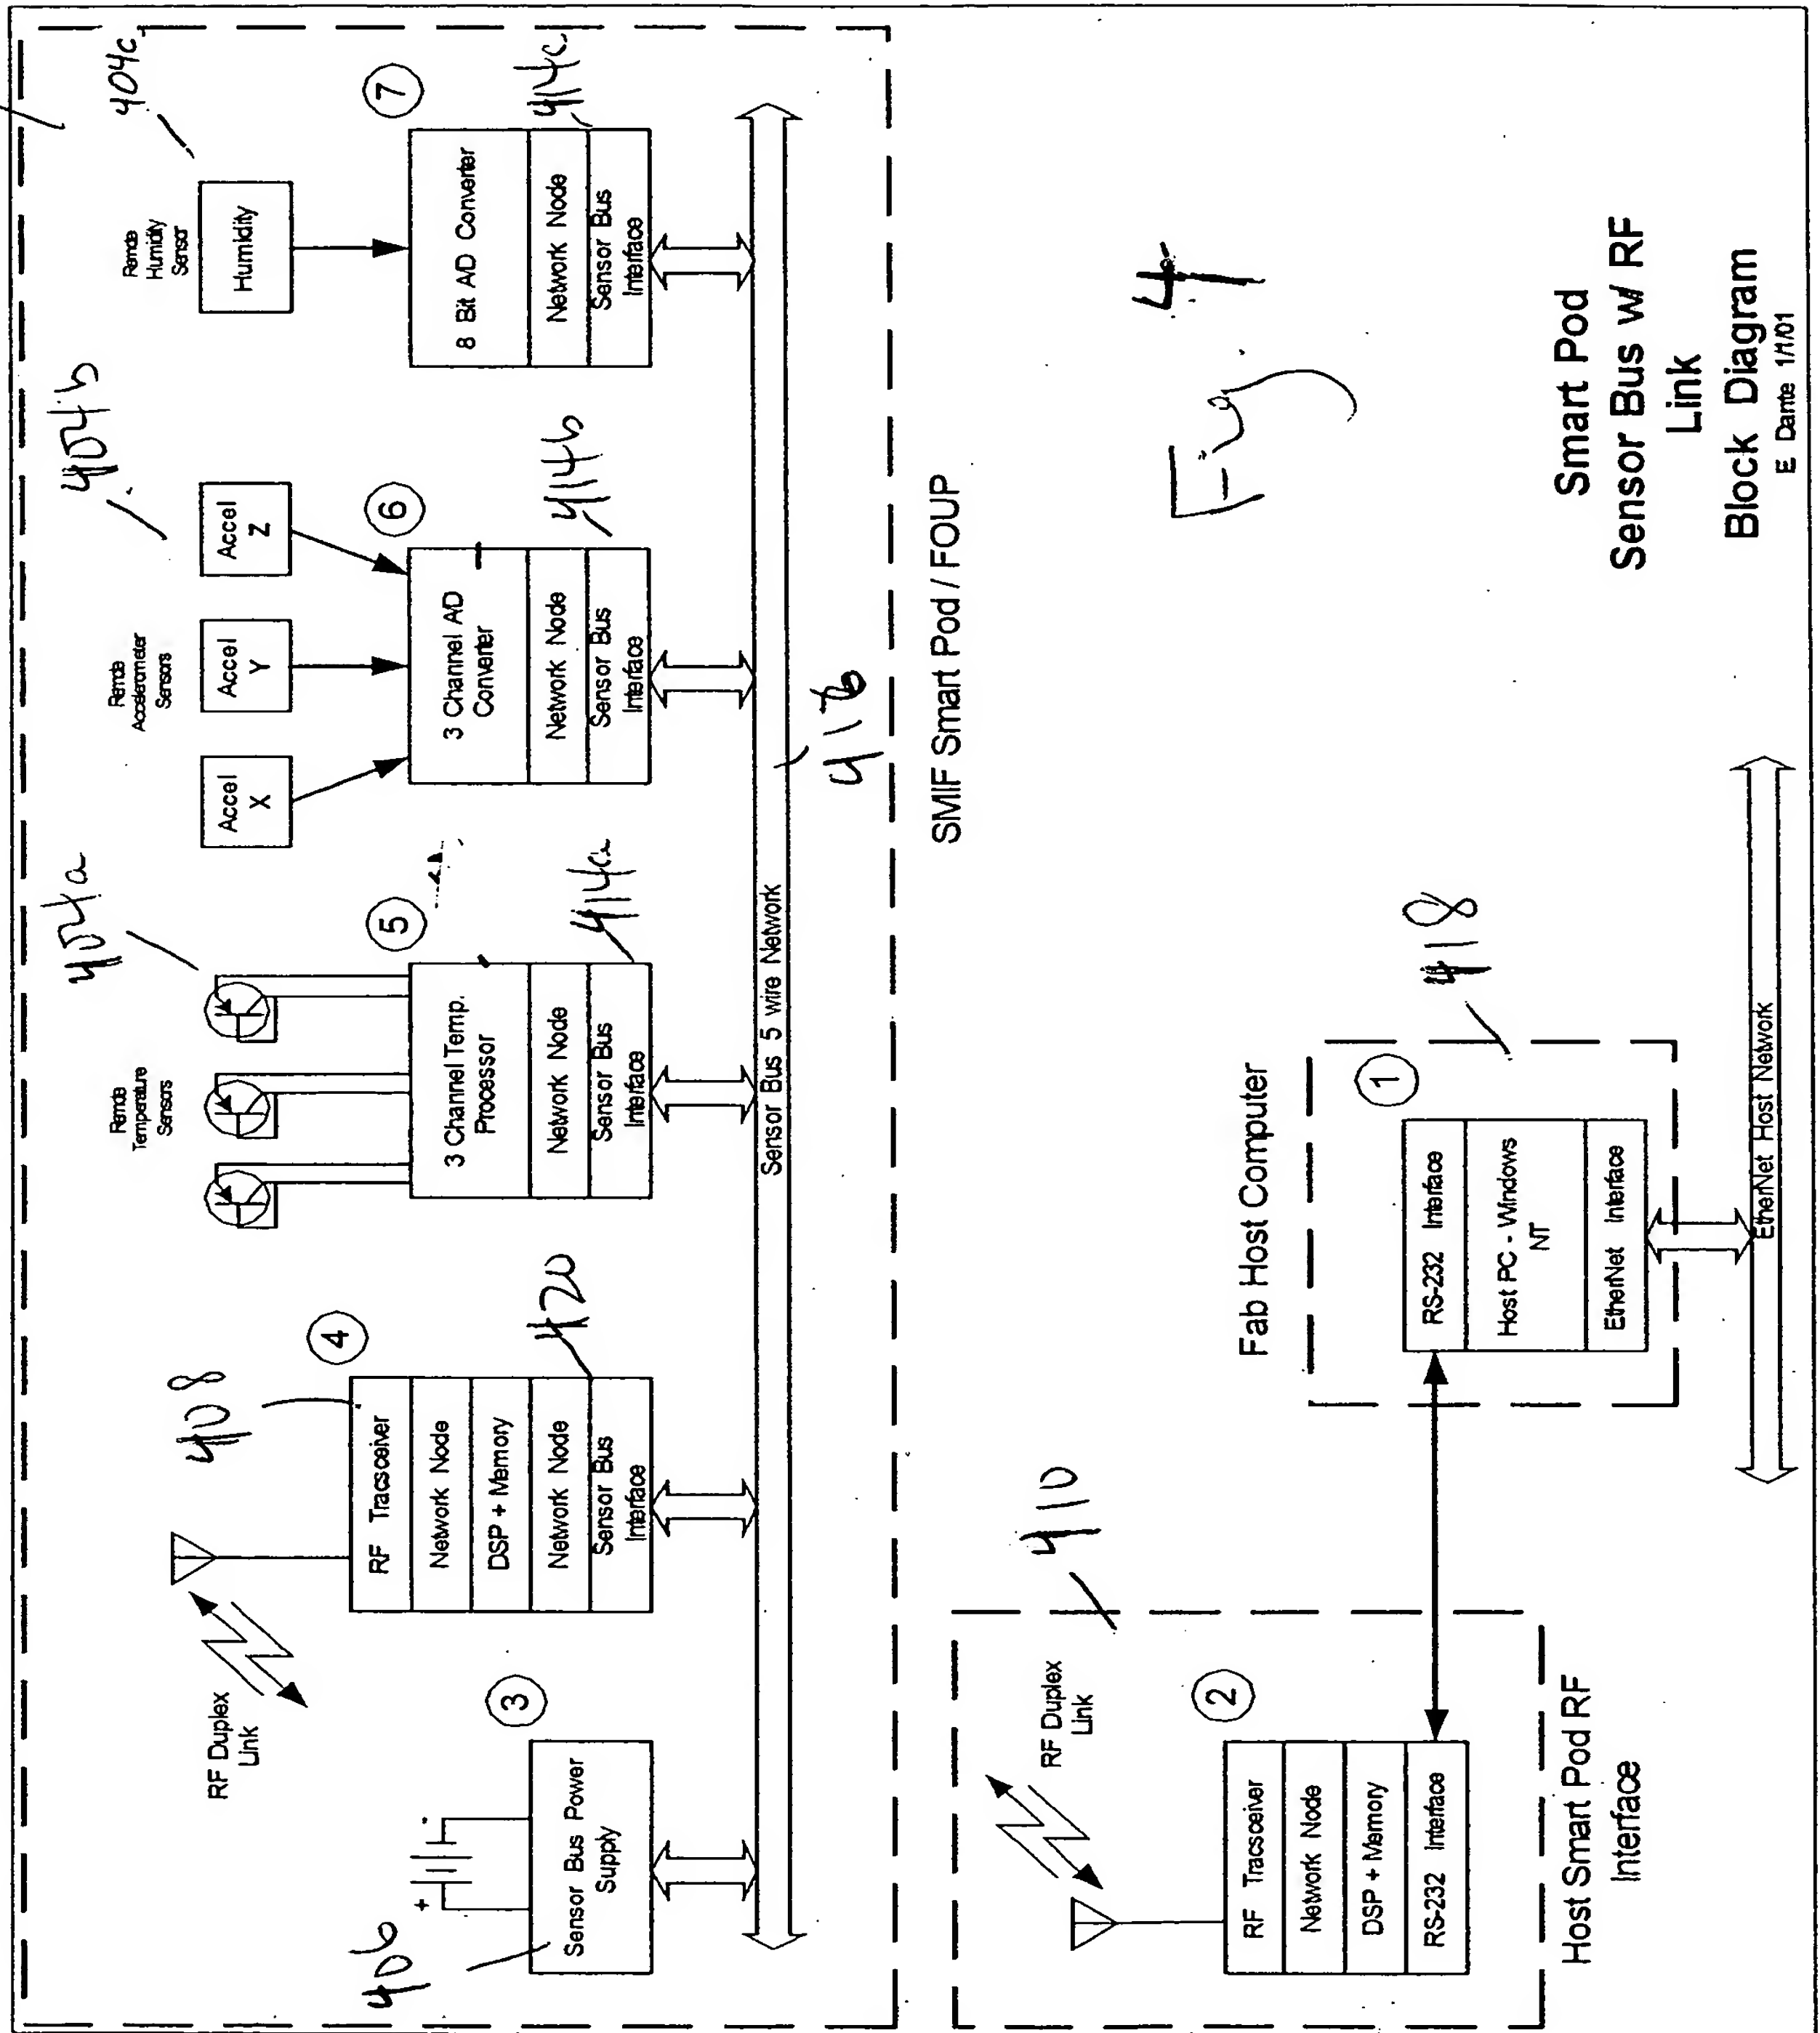 404c
404b
404a
Remote
Humidity
Sensor
Humidity
7
8 Bit A/D Converter
Network Node
Sensor Bus
Interface
414c
Remote
Accelerometer
Sensors
Accel
X
Accel
Y
Accel
Z
6
3 Channel A/D
Converter
Network Node
Sensor Bus
Interface
414b
Remote
Temperature
Sensors
5
3 Channel Temp.
Processor
Network Node
Sensor Bus
Interface
414a
408
RF Duplex
Link
4
RF Tracsceiver
Network Node
DSP + Memory
Network Node
Sensor Bus
Interface
420
406
+
-
3
Sensor Bus Power
Supply
Sensor Bus 5 wire Network
SMIF Smart Pod / FOUP
410
RF Duplex
Link
2
RF Tracsceiver
Network Node
DSP + Memory
RS-232 Interface
Host Smart Pod RF
Interface
Fab Host Computer
1
418
RS-232 Interface
Host PC - Windows
NT
EtherNet Interface
EtherNet Host Network
Fig 4
Smart Pod
Sensor Bus w/ RF
Link
Block Diagram
E Dante 1/1/01